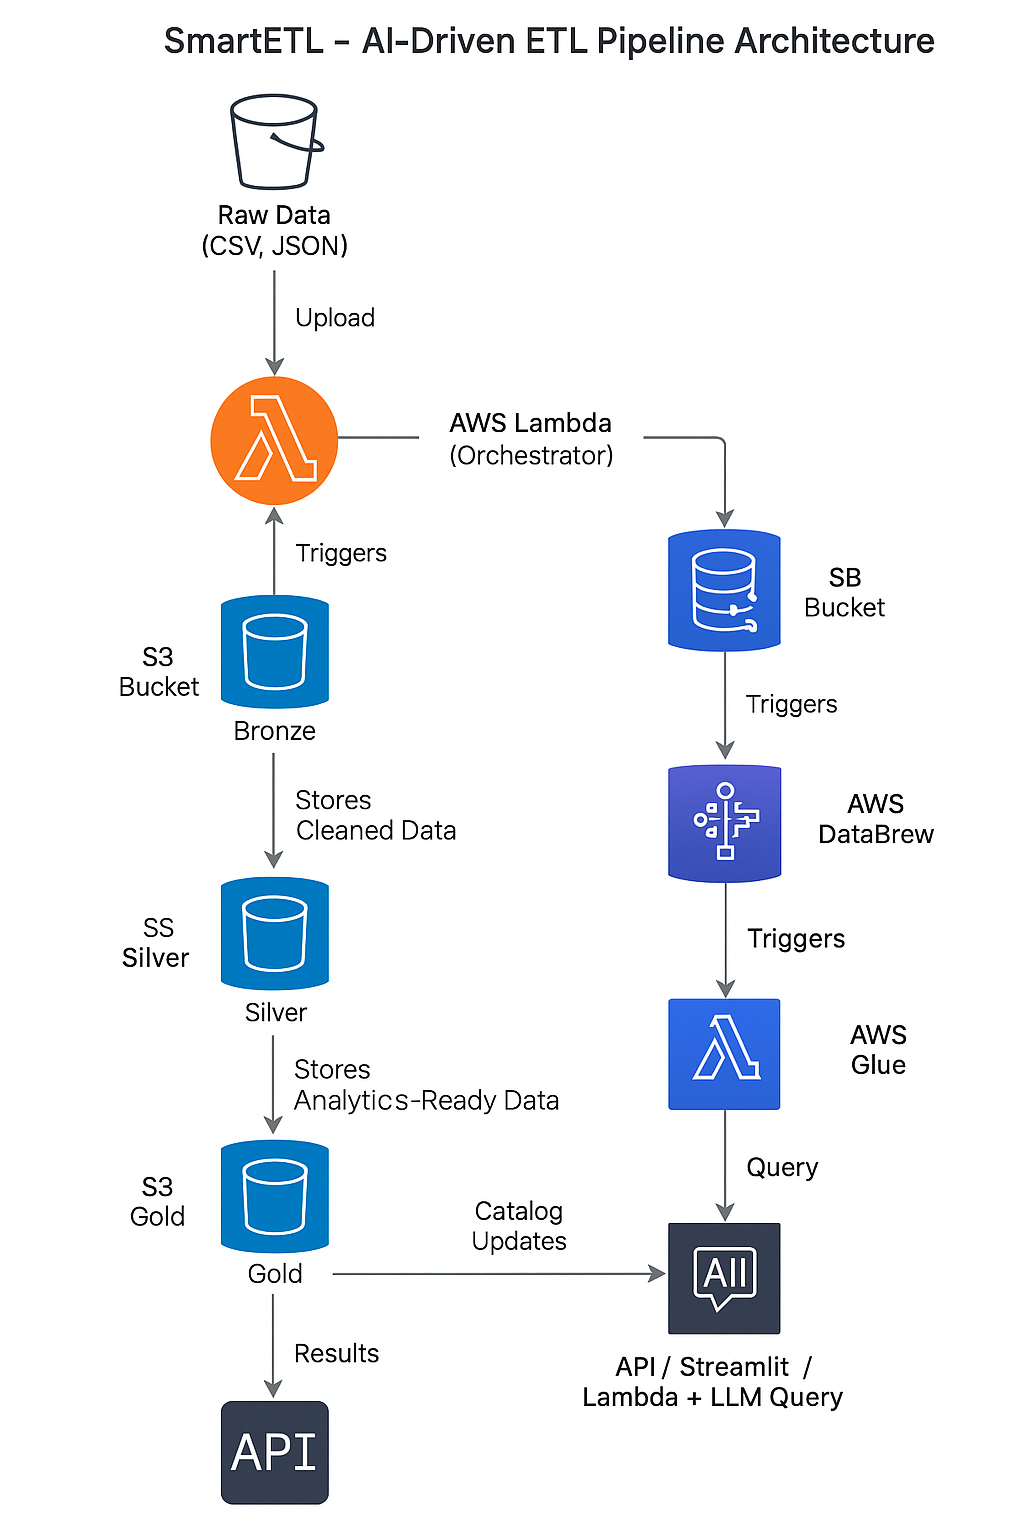 SmartETL – AI-Driven ETL Pipeline Architecture
Raw Data
(CSV, JSON)
Upload
AWS Lambda
(Orchestrator)
Triggers
SB
Bucket
S3
Bucket
Bronze
Triggers
Stores
Cleaned Data
AWS
DataBrew
SS
Silver
Silver
Triggers
AWS
Glue
Stores
Analytics-Ready Data
Query
S3
Gold
Gold
Catalog
Updates
All
Results
API / Streamlit /
Lambda + LLM Query
API